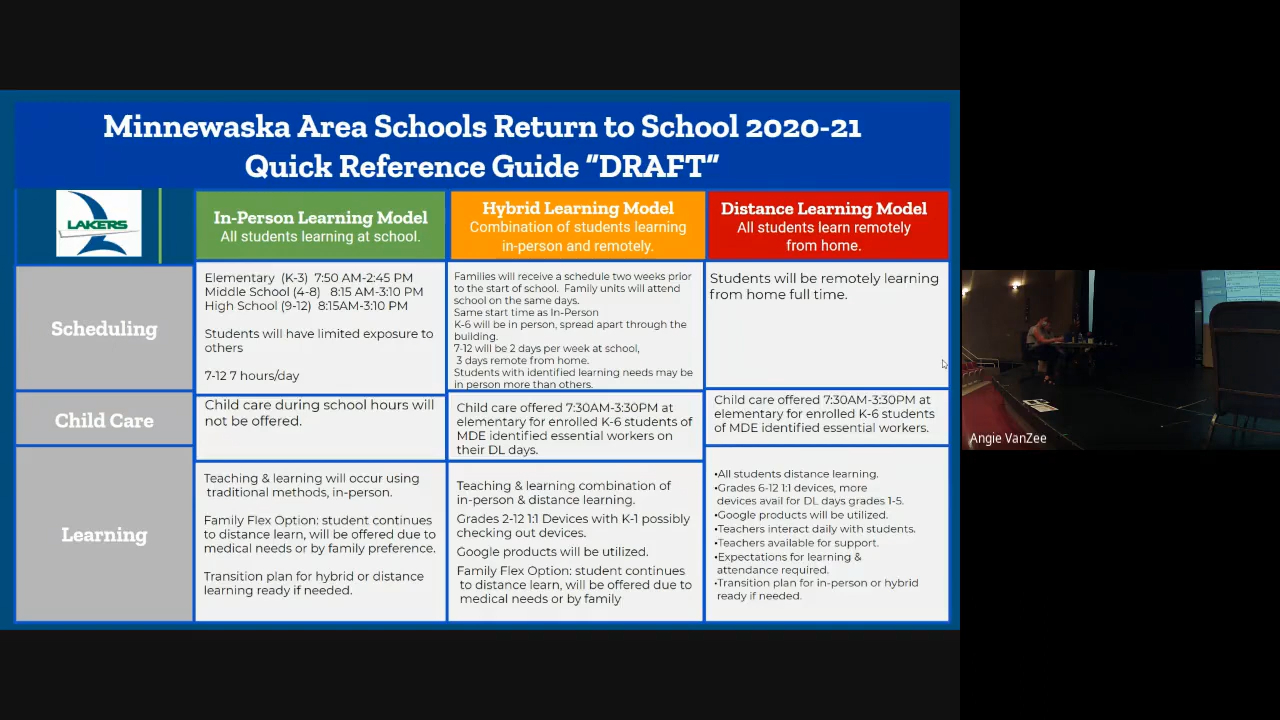 Minnewaska Area Schools Return to School 2020-21
Quick Reference Guide "DRAFT"
LAKERS
In-Person Learning Model
All students learning at school.
Hybrid Learning Model
Combination of students learning
in-person and remotely.
Distance Learning Model
All students learn remotely
from home.
Scheduling
Elementary (K-3) 7:50 AM-2:45 PM
Middle School (4-8) 8:15 AM-3:10 PM
High School (9-12) 8:15AM-3:10 PM
Students will have limited exposure to
others
7-12 7 hours/day
Families will receive a schedule two weeks prior
to the start of school. Family units will attend
school on the same days.
Same start time as In-Person
K-6 will be in person, spread apart through the
building.
7-12 will be 2 days per week at school,
3 days remote from home.
Students with identified learning needs may be
in person more than others.
Students will be remotely learning
from home full time.
Child Care
Child care during school hours will
not be offered.
Child care offered 7:30AM-3:30PM at
elementary for enrolled K-6 students of
MDE identified essential workers on
their DL days.
Child care offered 7:30AM-3:30PM at
elementary for enrolled K-6 students
of MDE identified essential workers.
Learning
Teaching & learning will occur using
traditional methods, in-person.
Family Flex Option: student continues
to distance learn, will be offered due to
medical needs or by family preference.
Transition plan for hybrid or distance
learning ready if needed.
Teaching & learning combination of
in-person & distance learning.
Grades 2-12 1:1 Devices with K-1 possibly
checking out devices.
Google products will be utilized.
Family Flex Option: student continues
to distance learn, will be offered due to
medical needs or by family
•All students distance learning.
•Grades 6-12 1:1 devices, more
devices avail for DL days grades 1-5.
•Google products will be utilized.
•Teachers interact daily with students.
•Teachers available for support.
•Expectations for learning &
attendance required.
•Transition plan for in-person or hybrid
ready if needed.
Angie VanZee